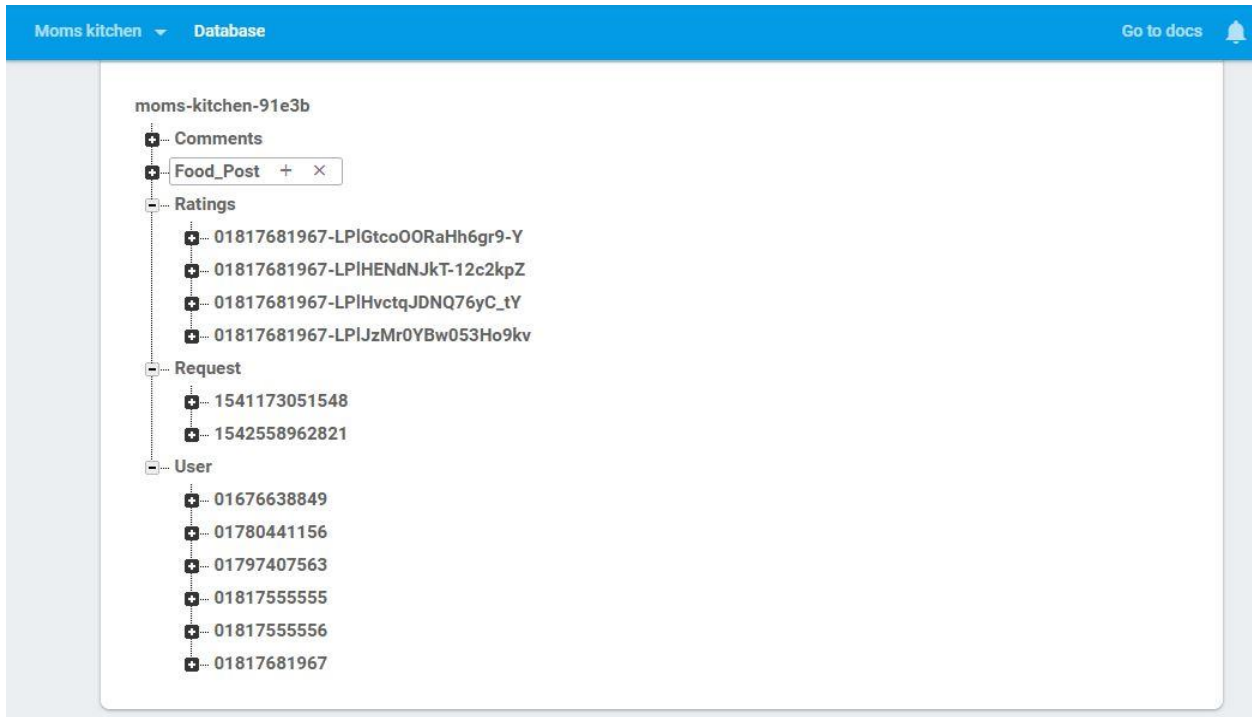 Moms kitchen Database Go to docs
moms-kitchen-91e3b
Comments
Food_Post + ×
Ratings
01817681967-LPlGtcoOORaHh6gr9-Y
01817681967-LPlHENdNJkT-12c2kpZ
01817681967-LPlHvctqJDNQ76yC_tY
01817681967-LPlJzMr0YBw053Ho9kv
Request
1541173051548
1542558962821
User
01676638849
01780441156
01797407563
01817555555
01817555556
01817681967